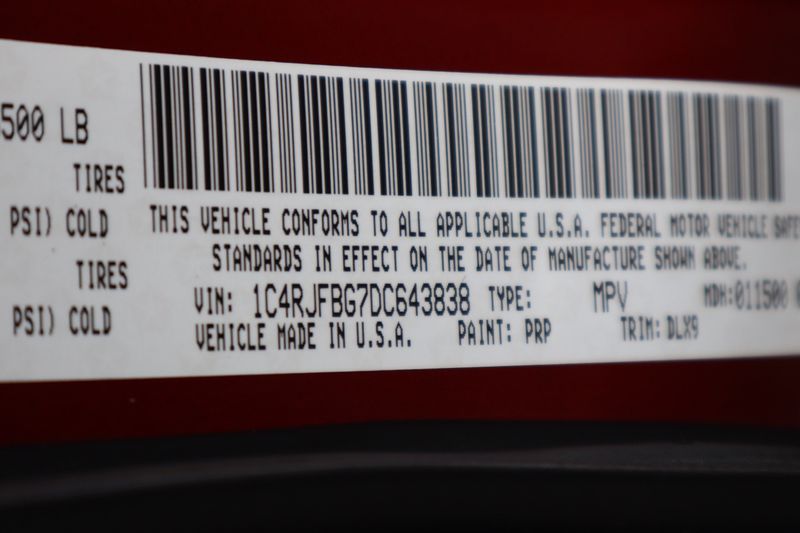 500 LB
TIRES
PSI) COLD
THIS VEHICLE CONFORMS TO ALL APPLICABLE U.S.A. FEDERAL MOTOR VEHICLE SAFE
STANDARDS IN EFFECT ON THE DATE OF MANUFACTURE SHOWN ABOVE.
TIRES
VIN: 1C4RJFBG7DC643838 TYPE: MPV MDH:011500
PSI) COLD
VEHICLE MADE IN U.S.A. PAINT: PRP TRIM: DLX9